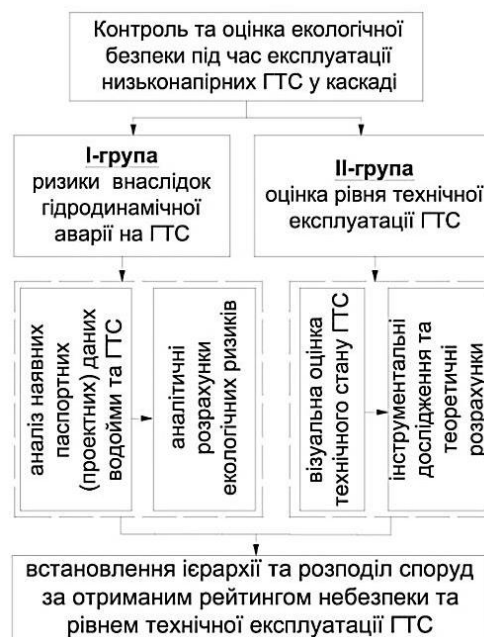 Контроль та оцінка екологічної
безпеки під час експлуатації
низьконапірних ГТС у каскаді
I-група
ризики внаслідок
гідродинамічної
аварії на ГТС
II-група
оцінка рівня технічної
експлуатації ГТС
аналіз наявних
паспортних
(проектних) даних
водойми та ГТС
аналітичні
розрахунки
екологічних ризиків
візуальна оцінка
технічного стану ГТС
інструментальні
дослідження та
теоретичні
розрахунки
встановлення ієрархії та розподіл споруд
за отриманим рейтингом небезпеки та
рівнем технічної експлуатації ГТС